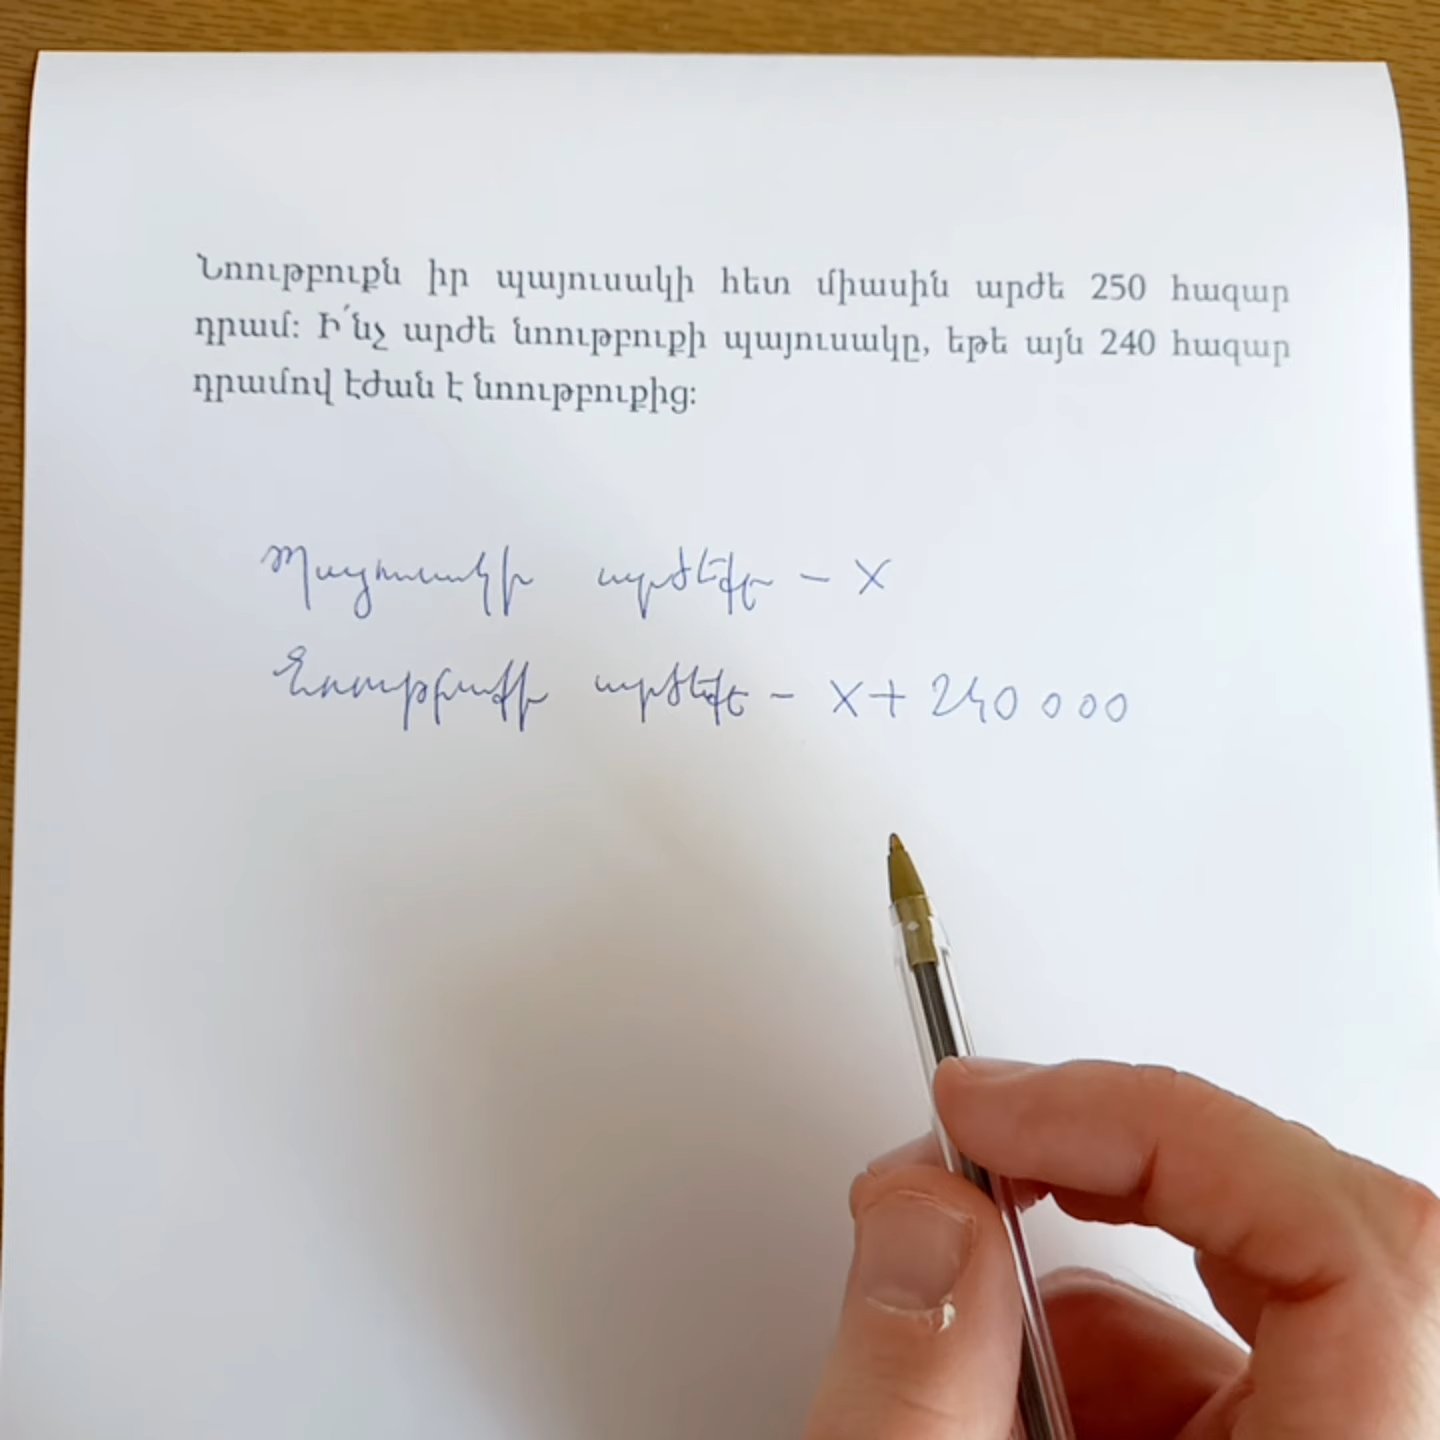 Նոութբուքն իր պայուսակի հետ միասին արժե 250 հազար
դրամ: Ի՞նչ արժե նոութբուքի պայուսակը, եթե այն 240 հազար
դրամով էժան է նոութբուքից:
Պայուսակի արժեքը – x
Նոութբուքի արժեքը – x + 240 000